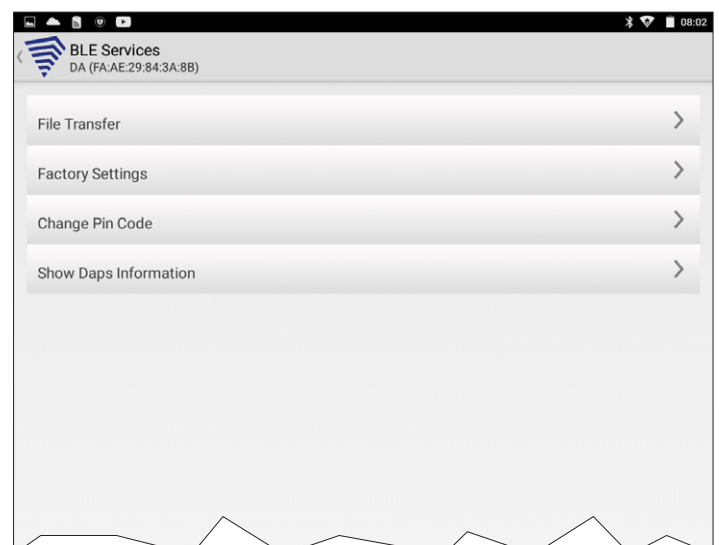 08:02
BLE Services
DA (FA:AE:29:84:3A:8B)
File Transfer
Factory Settings
Change Pin Code
Show Daps Information